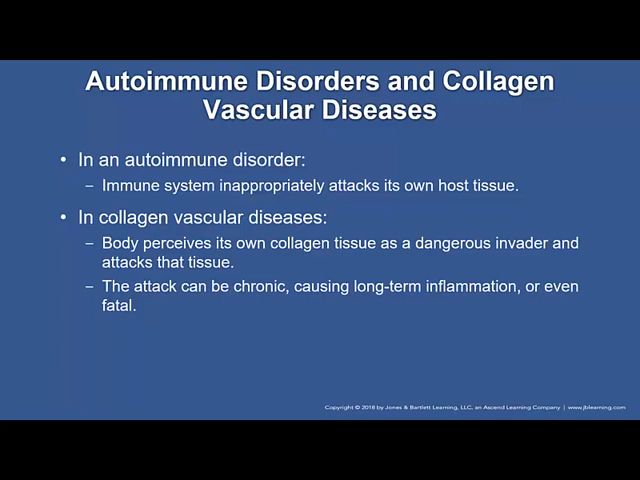 Autoimmune Disorders and Collagen
Vascular Diseases
• In an autoimmune disorder:
– Immune system inappropriately attacks its own host tissue.
• In collagen vascular diseases:
– Body perceives its own collagen tissue as a dangerous invader and
attacks that tissue.
– The attack can be chronic, causing long-term inflammation, or even
fatal.
Copyright © 2018 by Jones & Bartlett Learning, LLC, an Ascend Learning Company | www.jblearning.com